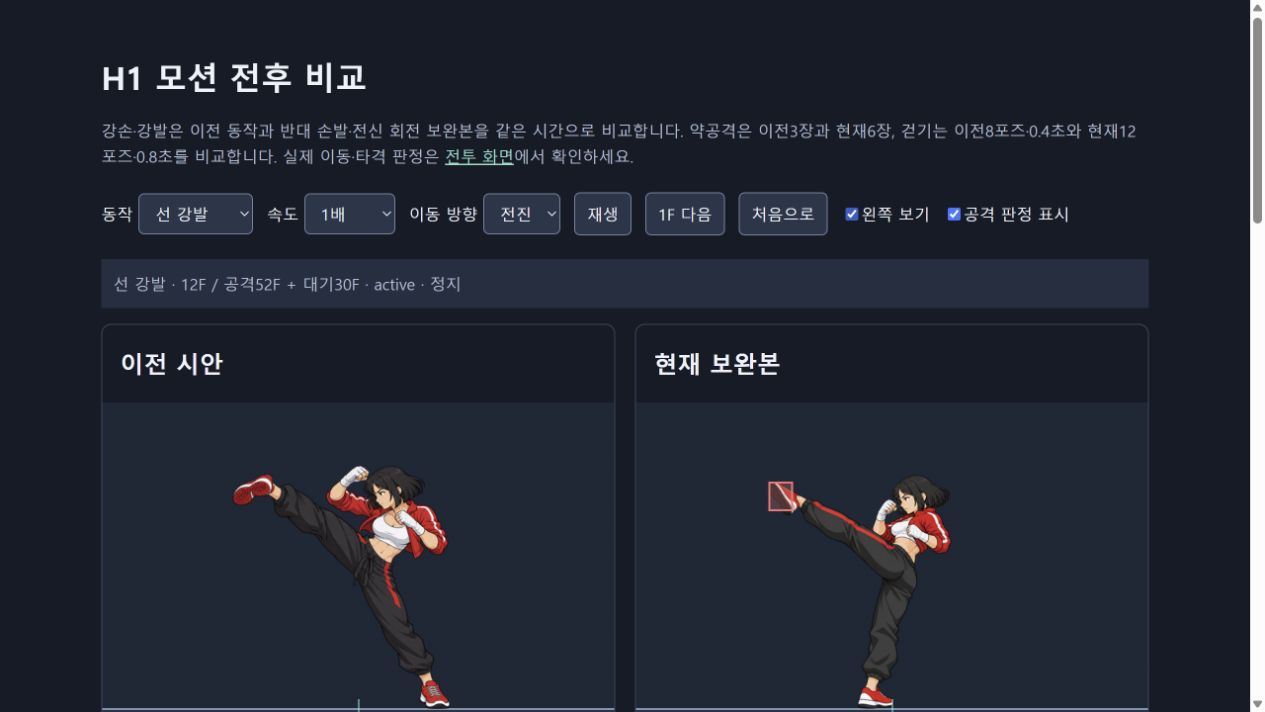 H1 모션 전후 비교
강손·강발은 이전 동작과 반대 손발·전신 회전 보완본을 같은 시간으로 비교합니다. 약공격은 이전3장과 현재6장, 걷기는 이전8포즈·0.4초와 현재12
포즈·0.8초를 비교합니다. 실제 이동·타격 판정은 전투 화면에서 확인하세요.
동작 선 강발 속도 1배 이동 방향 전진 재생 1F 다음 처음으로 왼쪽 보기 공격 판정 표시
선 강발 · 12F / 공격52F + 대기30F · active · 정지
이전 시안
현재 보완본